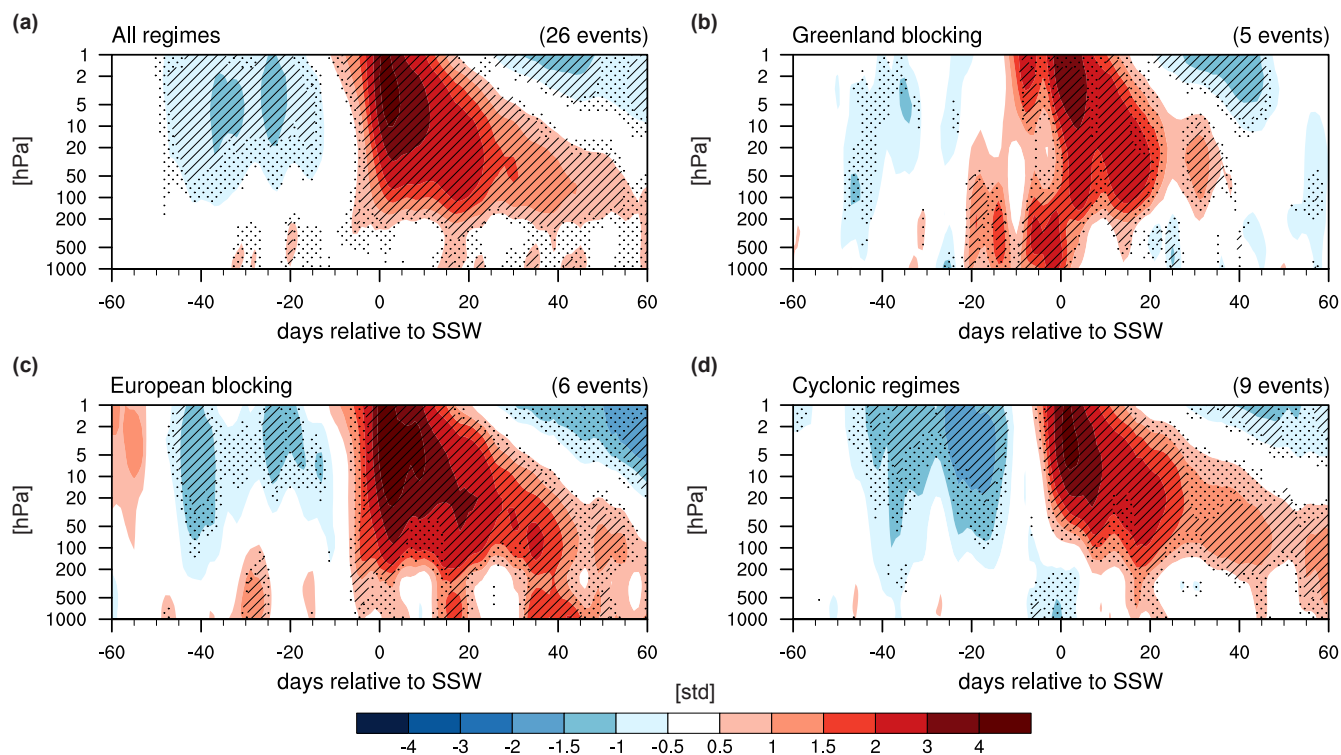 (a)
All regimes
(26 events)
[hPa]
1
2
5
10
20
50
100
200
500
1000
-60 -40 -20 0 20 40 60
days relative to SSW
(b)
Greenland blocking
(5 events)
[hPa]
1
2
5
10
20
50
100
200
500
1000
-60 -40 -20 0 20 40 60
days relative to SSW
(c)
European blocking
(6 events)
[hPa]
1
2
5
10
20
50
100
200
500
1000
-60 -40 -20 0 20 40 60
days relative to SSW
(d)
Cyclonic regimes
(9 events)
[hPa]
1
2
5
10
20
50
100
200
500
1000
-60 -40 -20 0 20 40 60
days relative to SSW
[std]
-4 -3 -2 -1.5 -1 -0.5 0.5 1 1.5 2 3 4